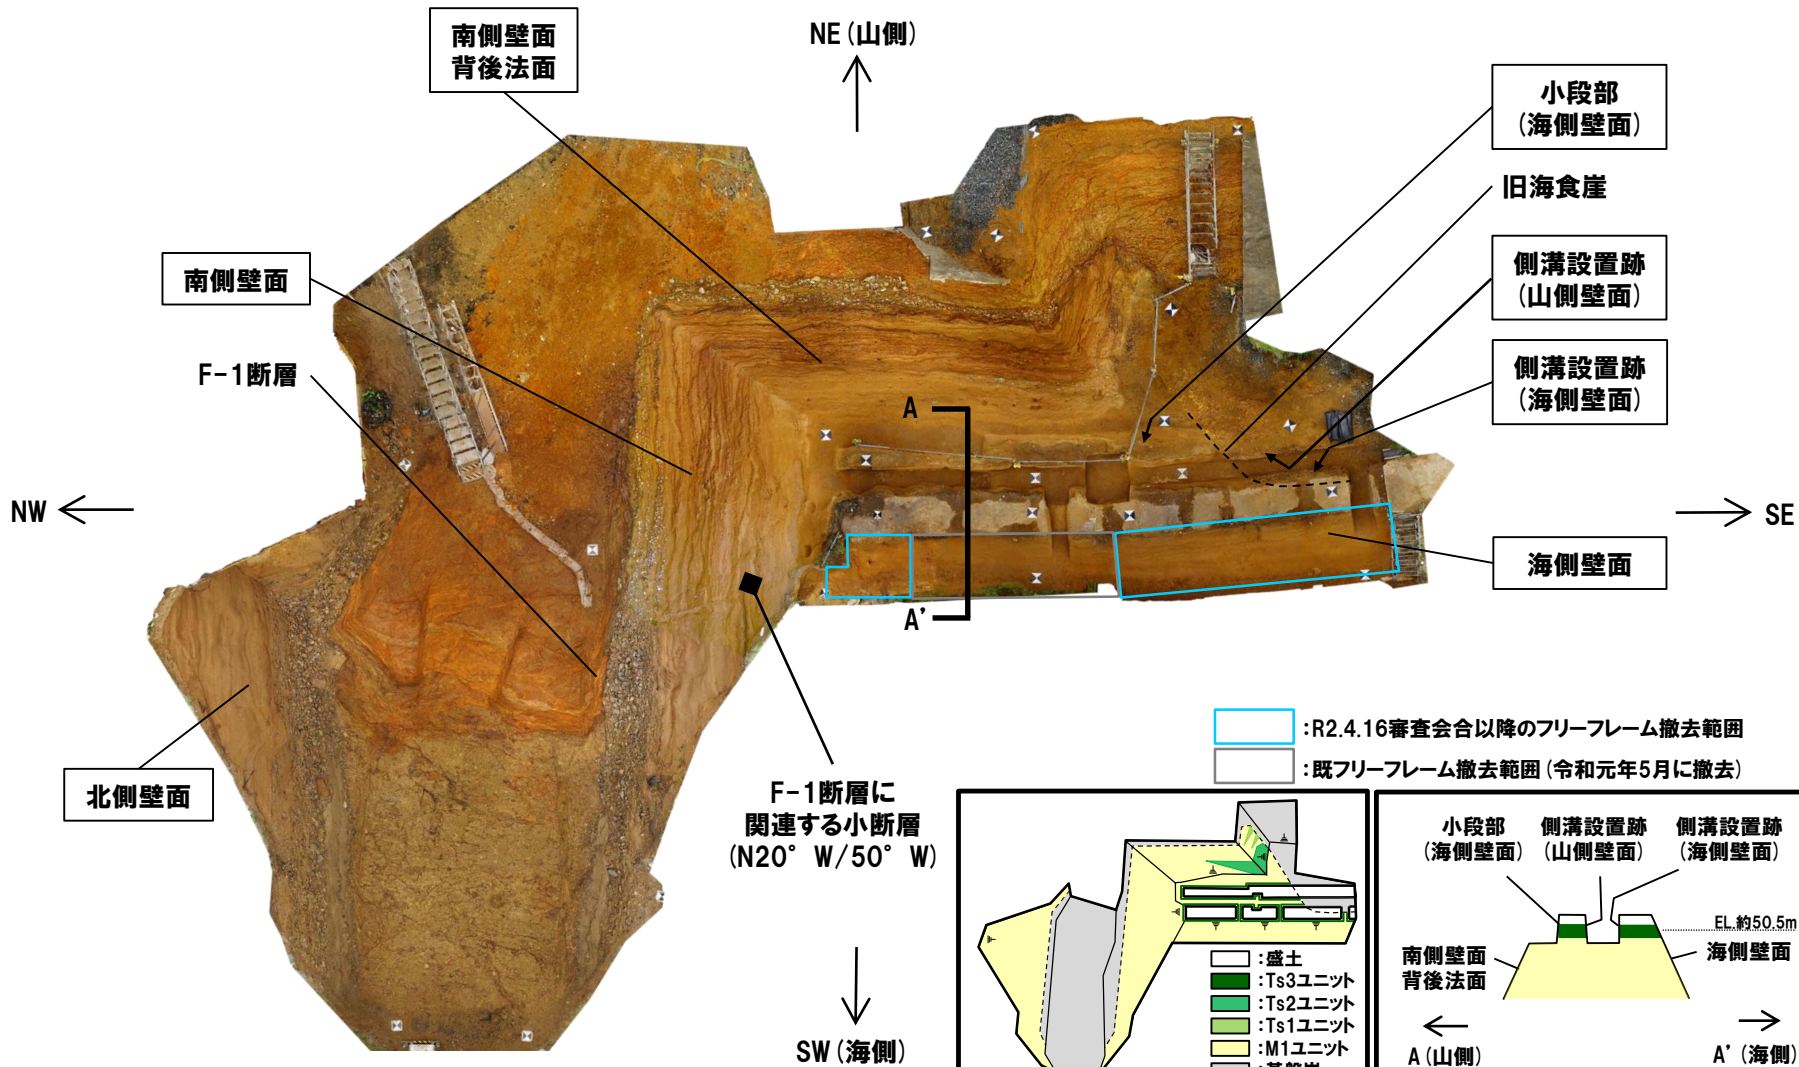 南側壁面
背後法面
NE（山側）
小段部
（海側壁面）
旧海食崖
側溝設置跡
（山側壁面）
南側壁面
側溝設置跡
（海側壁面）
F-1断層
A
NW
SE
海側壁面
A'
:R2.4.16審査会合以降のフリーフレーム撤去範囲
:既フリーフレーム撤去範囲（令和元年5月に撤去）
北側壁面
F-1断層に
関連する小断層
（N20°W/50°W）
小段部
（海側壁面）
側溝設置跡
（山側壁面）
側溝設置跡
（海側壁面）
EL.約50.5m
南側壁面
背後法面
海側壁面
:盛土
:Ts3ユニット
:Ts2ユニット
:Ts1ユニット
:M1ユニット
:基盤岩
SW（海側）
A（山側）
A'（海側）